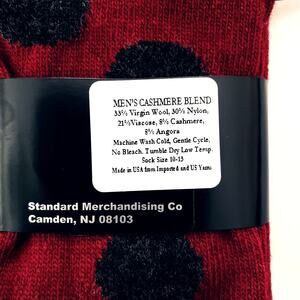 MEN'S CASHMERE BLEND
33% Virgin Wool, 30% Nylon,
21%Viscose, 8% Cashmere,
8% Angora
Machine Wash Cold, Gentle Cycle,
No Bleach. Tumble Dry Low Temp.
Sock Size 10-13
Made in USA from Imported and US Yarns
Standard Merchandising Co
Camden, NJ 08103